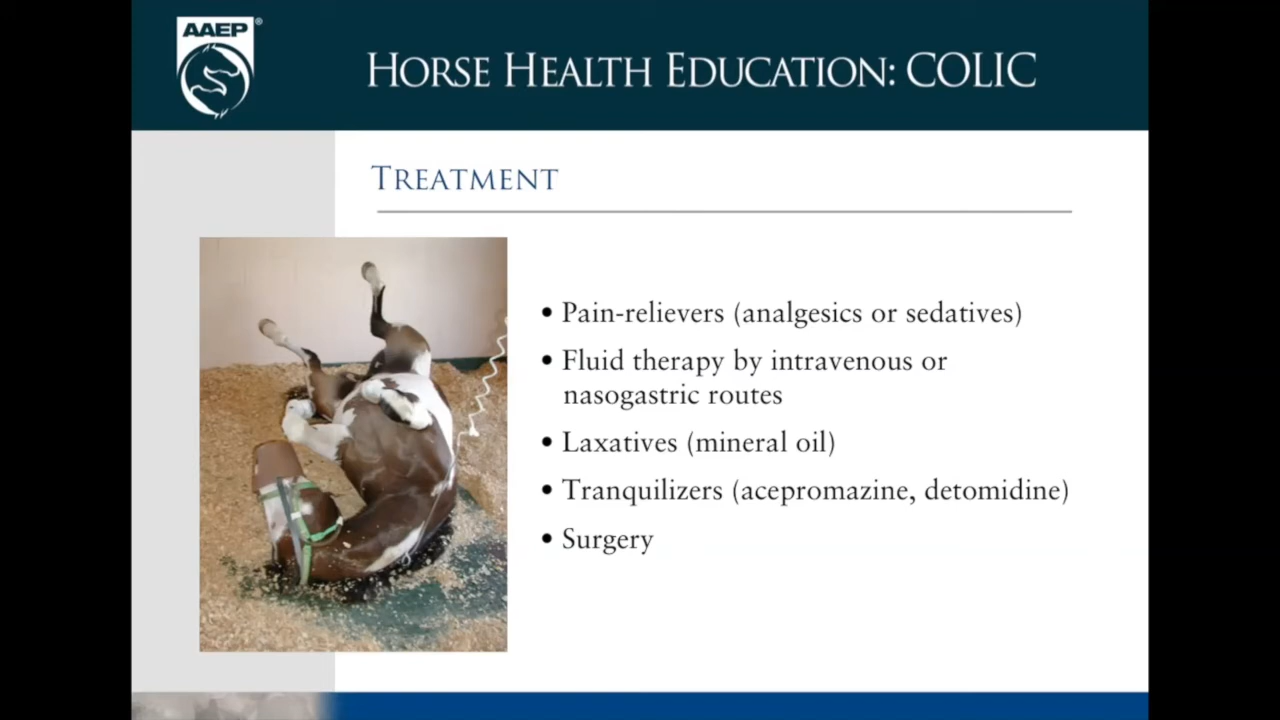 AAEP®
HORSE HEALTH EDUCATION: COLIC
TREATMENT
• Pain-relievers (analgesics or sedatives)
• Fluid therapy by intravenous or
nasogastric routes
• Laxatives (mineral oil)
• Tranquilizers (acepromazine, detomidine)
• Surgery